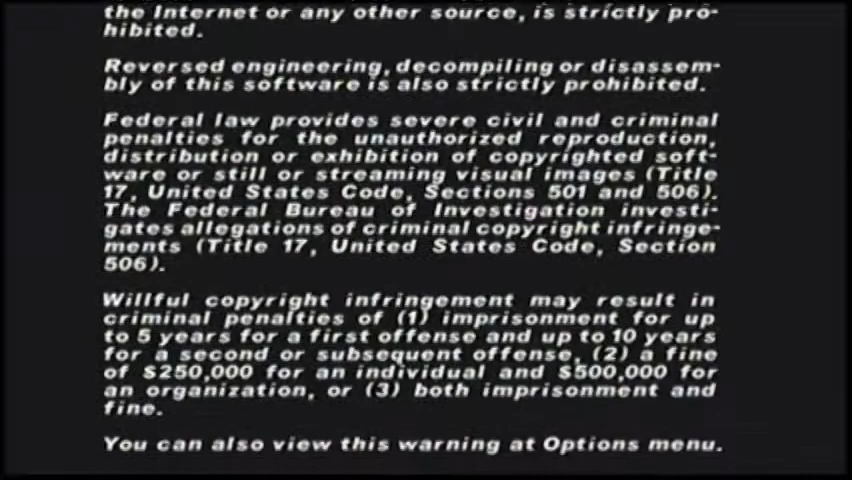 the Internet or any other source, is strictly pro-
hibited.
Reversed engineering, decompiling or disassem-
bly of this software is also strictly prohibited.
Federal law provides severe civil and criminal
penalties for the unauthorized reproduction,
distribution or exhibition of copyrighted soft-
ware or still or streaming visual images (Title
17, United States Code, Sections 501 and 506).
The Federal Bureau of Investigation investi-
gates allegations of criminal copyright infringe-
ments (Title 17, United States Code, Section
506).
Willful copyright infringement may result in
criminal penalties of (1) imprisonment for up
to 5 years for a first offense and up to 10 years
for a second or subsequent offense, (2) a fine
of $250,000 for an individual and $500,000 for
an organization, or (3) both imprisonment and
fine.
You can also view this warning at Options menu.